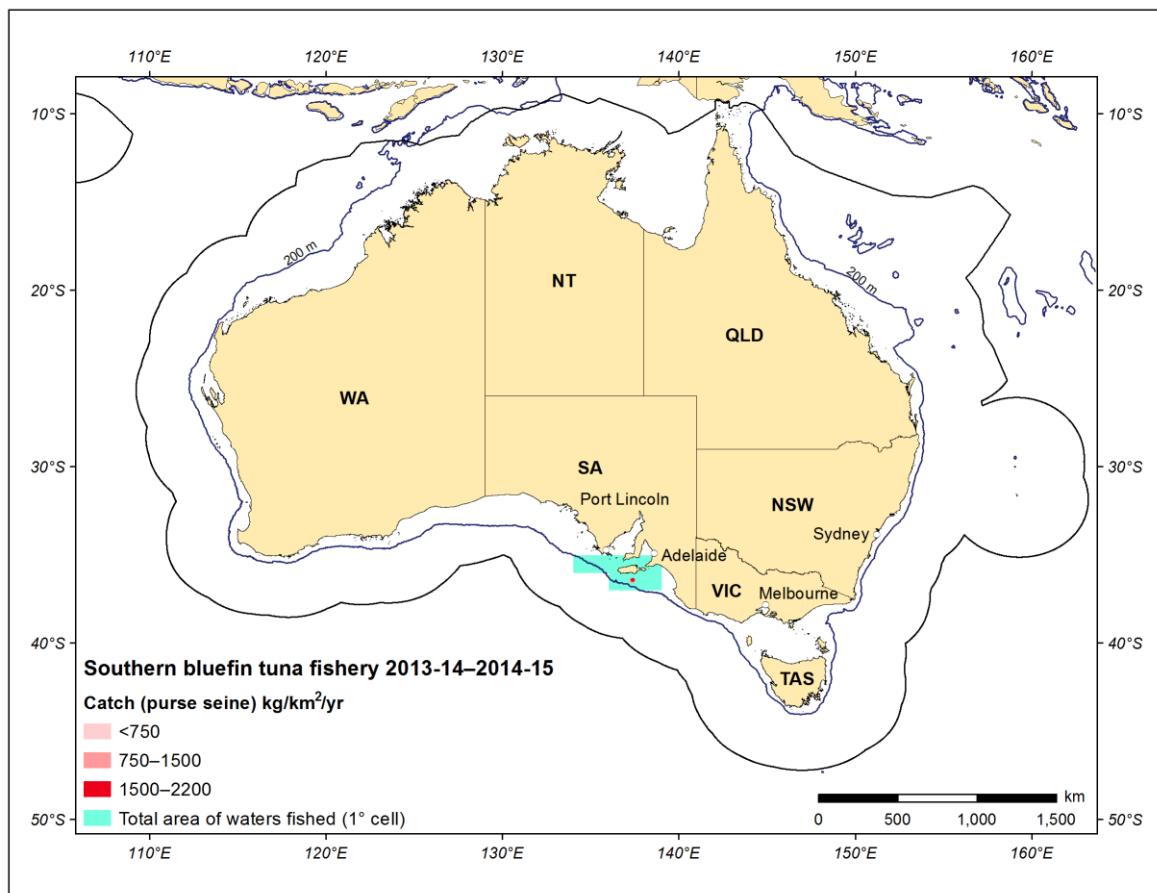 110°E 120°E 130°E 140°E 150°E 160°E
10°S 10°S
200 m
200 m
20°S 20°S
NT
QLD
WA
30°S 30°S
SA
Port Lincoln
NSW
Sydney
Adelaide
VIC
Melbourne
40°S 40°S
TAS
Southern bluefin tuna fishery 2013-14–2014-15
Catch (purse seine) kg/km²/yr
<750
750–1500
1500–2200
Total area of waters fished (1° cell)
km
0 500 1,000 1,500
50°S 50°S
110°E 120°E 130°E 140°E 150°E 160°E